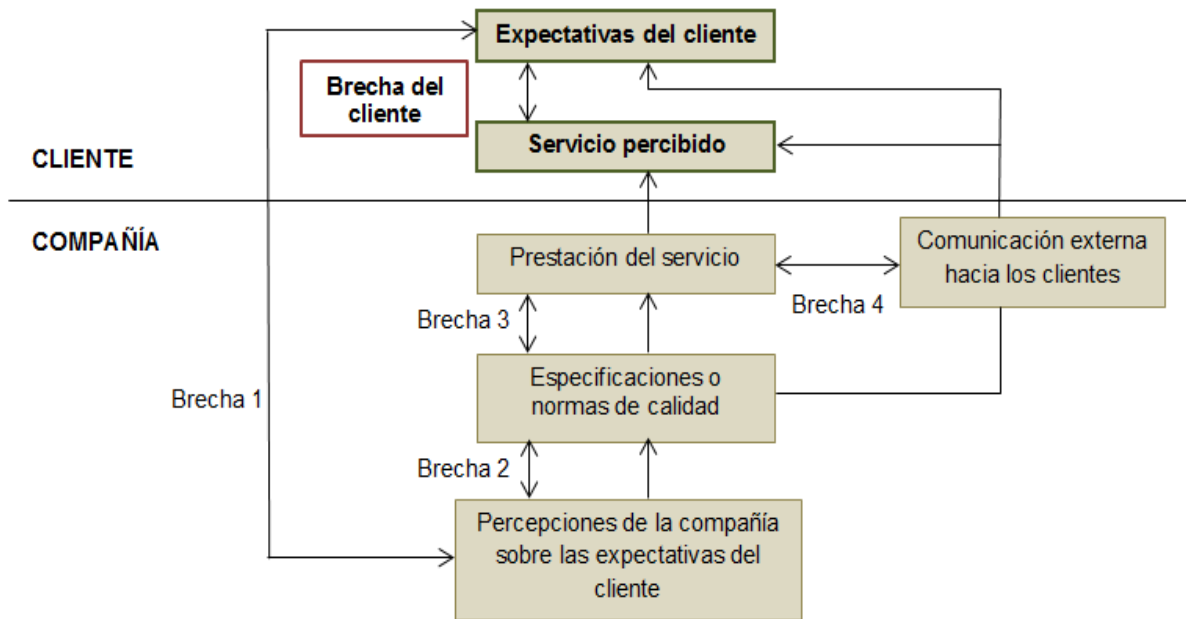 Expectativas del cliente
Brecha del
cliente
Servicio percibido
CLIENTE
COMPAÑÍA
Prestación del servicio
Comunicación externa
hacia los clientes
Brecha 4
Brecha 3
Especificaciones o
normas de calidad
Brecha 1
Brecha 2
Percepciones de la compañía
sobre las expectativas del
cliente